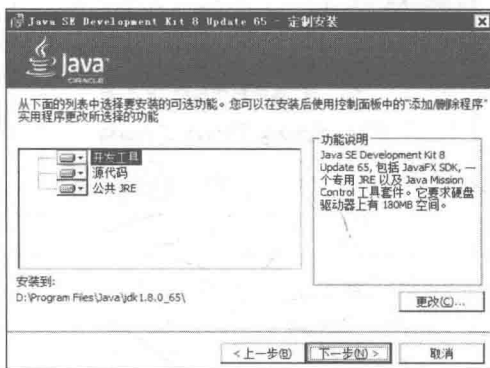 Java SE Development Kit 8 Update 65 - 定制安装
Java
ORACLE
从下面的列表中选择要安装的可选功能。您可以在安装后使用控制面板中的"添加/删除程序"
实用程序更改所选择的功能
开发工具
源代码
公共 JRE
功能说明
Java SE Development Kit 8
Update 65, 包括 JavaFX SDK, 一
个专用 JRE 以及 Java Mission
Control 工具套件。它要求硬盘
驱动器上有 180MB 空间。
安装到:
D:\Program Files\Java\jdk1.8.0_65\
更改(C)...
<上一步(B)
下一步(N) >
取消